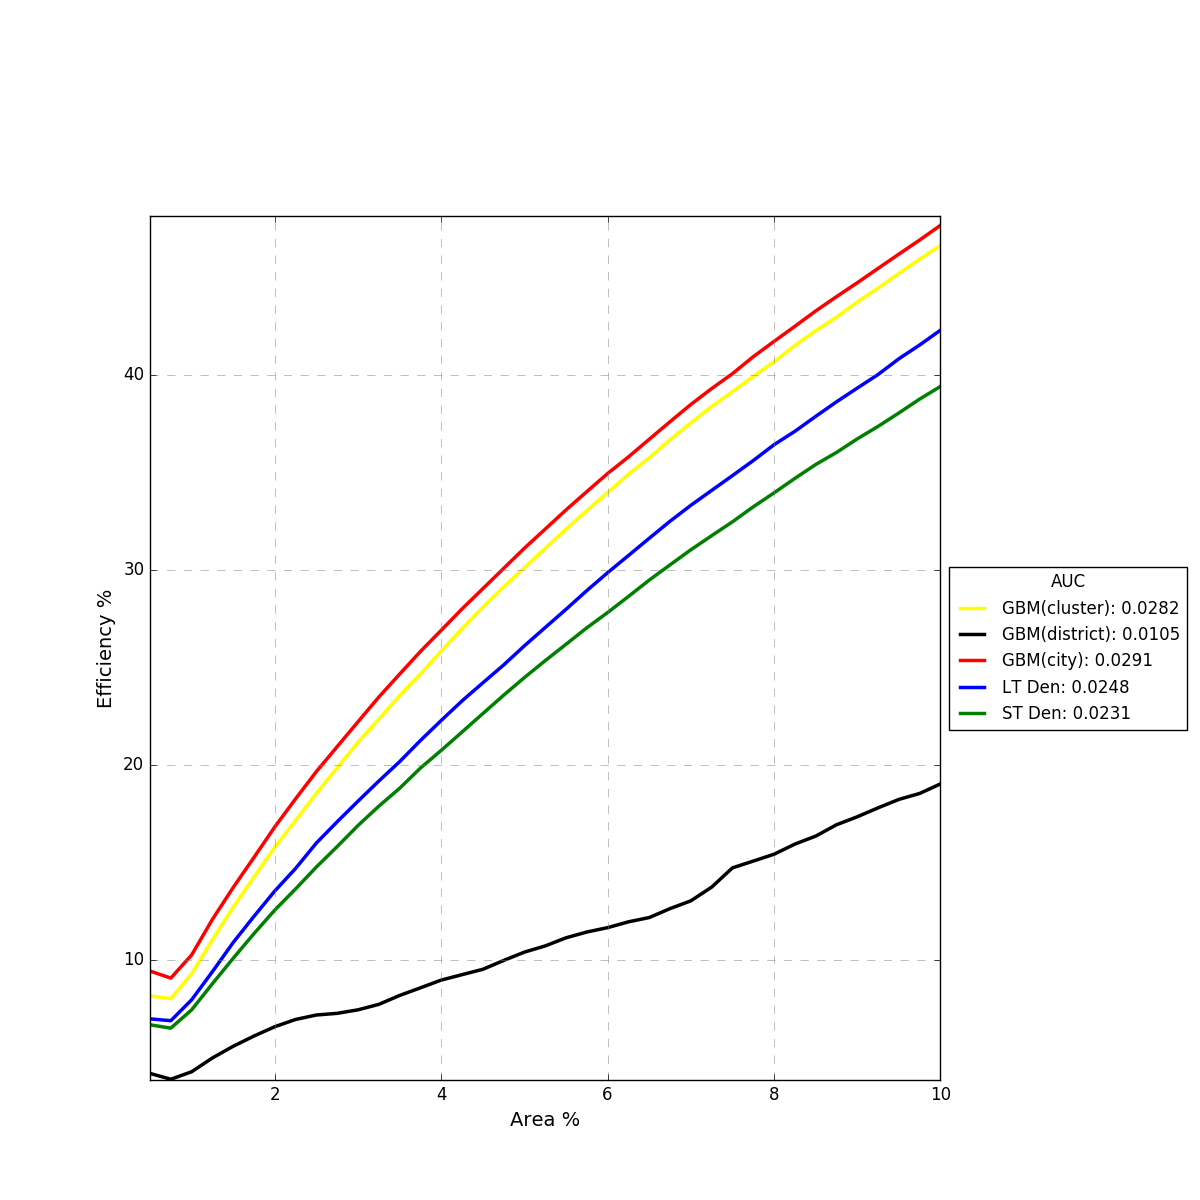 40
30
20
10
Efficiency %
2 4 6 8 10
Area %
AUC
GBM(cluster): 0.0282
GBM(district): 0.0105
GBM(city): 0.0291
LT Den: 0.0248
ST Den: 0.0231